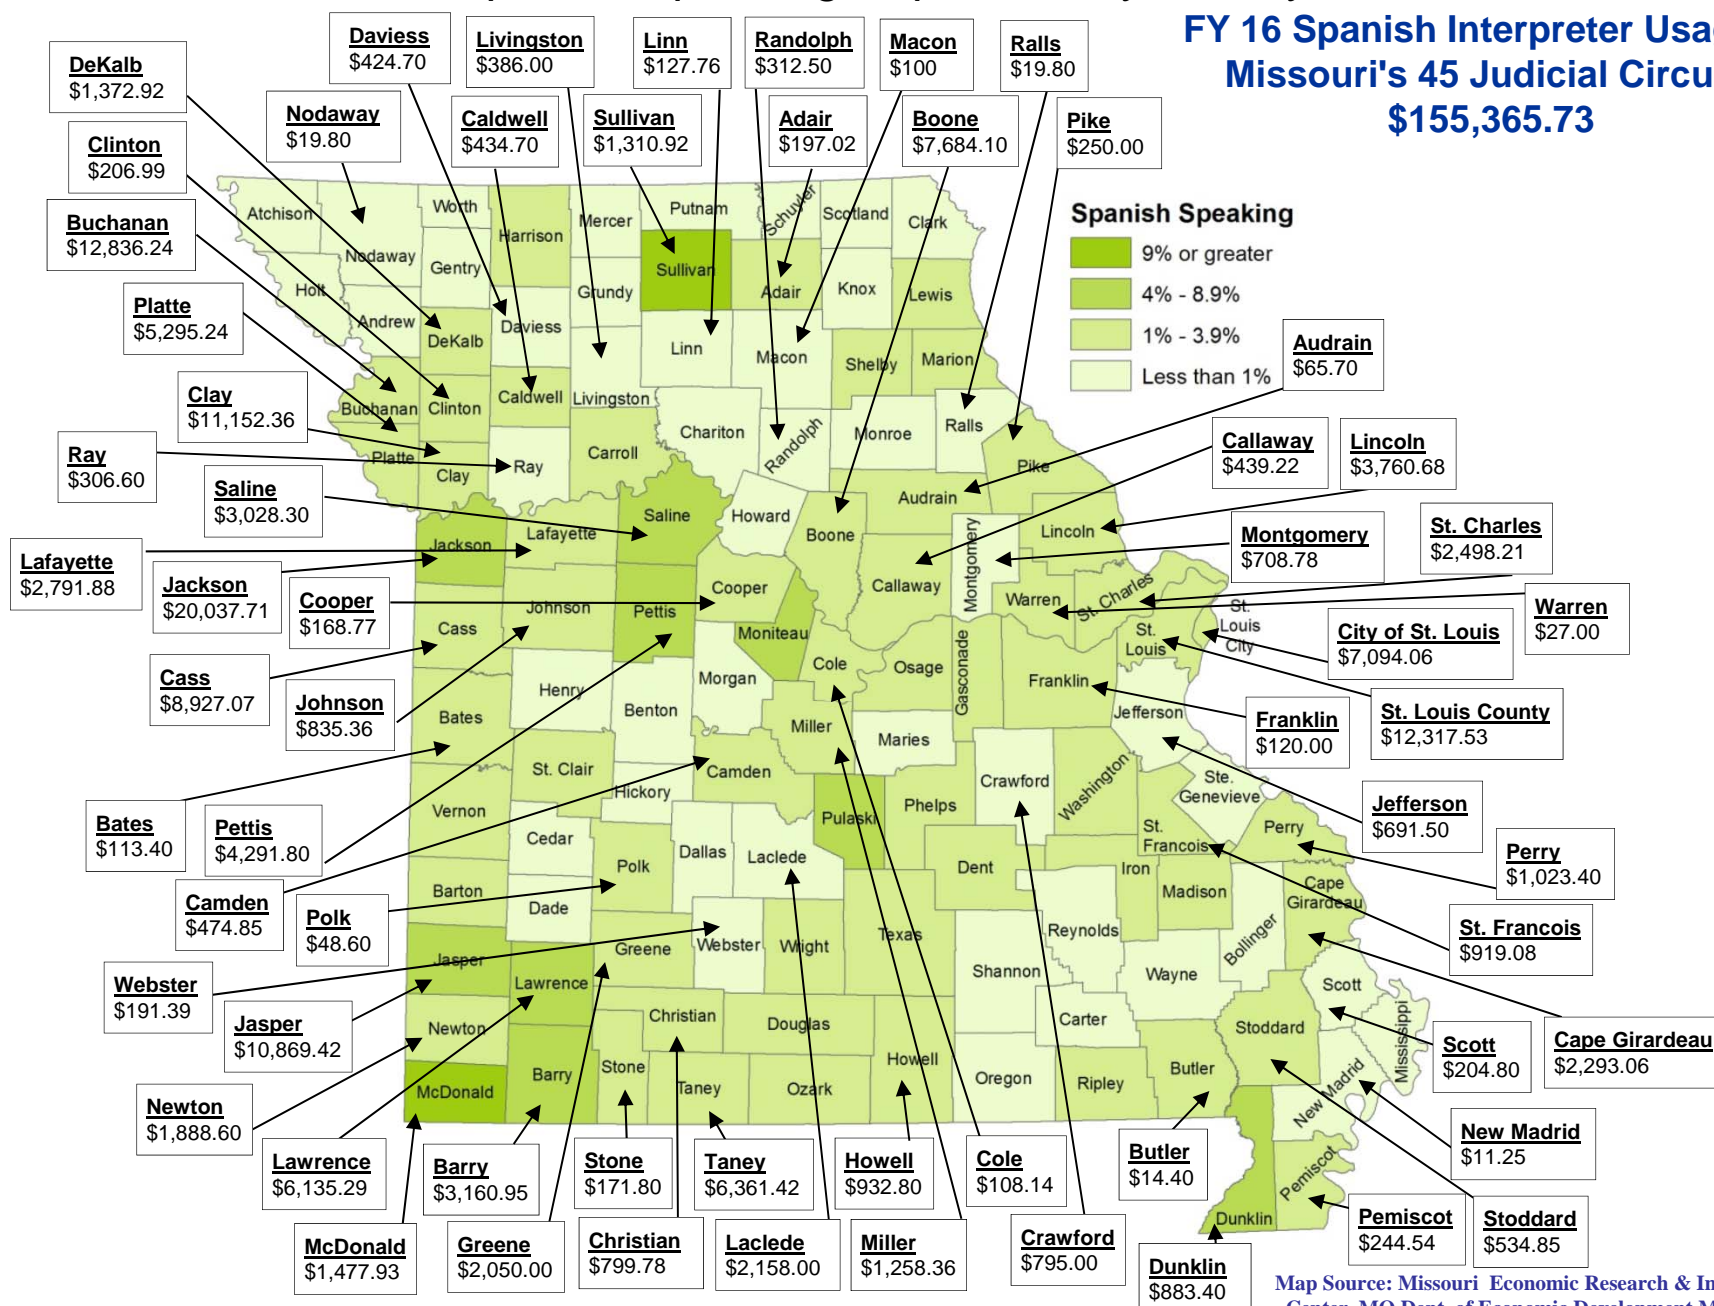 FY 16 Spanish Interpreter
Missouri's 45 Judicial
$155,365.73
Daviess
$424.70
Livingston
$386.00
Linn
$127.76
Randolph
$312.50
Macon
$100
Ralls
$19.80
DeKalb
$1,372.92
Nodaway
$19.80
Caldwell
$434.70
Sullivan
$1,310.92
Adair
$197.02
Boone
$7,684.10
Pike
$250.00
Clinton
$206.99
Buchanan
$12,836.24
Platte
$5,295.24
Clay
$11,152.36
Ray
$306.60
Saline
$3,028.30
Lafayette
$2,791.88
Jackson
$20,037.71
Cooper
$168.77
Cass
$8,927.07
Johnson
$835.36
Bates
$113.40
Pettis
$4,291.80
Camden
$474.85
Polk
$48.60
Webster
$191.39
Jasper
$10,869.42
Newton
$1,888.60
Lawrence
$6,135.29
McDonald
$1,477.93
Barry
$3,160.95
Greene
$2,050.00
Stone
$171.80
Christian
$799.78
Taney
$6,361.42
Laclede
$2,158.00
Howell
$932.80
Miller
$1,258.36
Cole
$108.14
Crawford
$795.00
Butler
$14.40
Dunklin
$883.40
Pemiscot
$244.54
Stoddard
$534.85
New Madrid
$11.25
Scott
$204.80
Cape Girardeau
$2,293.06
St. Francois
$919.08
Perry
$1,023.40
Jefferson
$691.50
Franklin
$120.00
St. Louis County
$12,317.53
City of St. Louis
$7,094.06
Warren
$27.00
St. Charles
$2,498.21
Montgomery
$708.78
Lincoln
$3,760.68
Callaway
$439.22
Audrain
$65.70
Spanish Speaking
9% or greater
4% - 8.9%
1% - 3.9%
Less than 1%
Atchison
Nodaway
Worth
Harrison
Mercer
Putnam
Schuyler
Scotland
Clark
Holt
Gentry
Grundy
Sullivan
Adair
Knox
Lewis
Andrew
DeKalb
Daviess
Linn
Macon
Shelby
Marion
Buchanan
Clinton
Caldwell
Livingston
Chariton
Randolph
Monroe
Ralls
Platte
Clay
Ray
Carroll
Pike
Audrain
Jackson
Lafayette
Saline
Howard
Boone
Callaway
Montgomery
Lincoln
Warren
St. Charles
St.
Louis
City
St.
Louis
Cass
Johnson
Pettis
Cooper
Moniteau
Cole
Osage
Gasconade
Franklin
Jefferson
Bates
Henry
Benton
Morgan
Miller
Maries
Crawford
Washington
Ste.
Genevieve
Vernon
St. Clair
Hickory
Camden
Pulaski
Phelps
St.
Francois
Perry
Barton
Cedar
Polk
Dallas
Laclede
Dent
Iron
Madison
Cape
Girardeau
Dade
Jasper
Lawrence
Greene
Webster
Wright
Texas
Shannon
Reynolds
Wayne
Bollinger
Scott
Mississippi
Newton
Christian
Douglas
Carter
Stoddard
McDonald
Barry
Stone
Taney
Ozark
Howell
Oregon
Ripley
Butler
New Madrid
Pemiscot
Dunklin
Map Source: Missouri Economic Research &
Center, MO Dept. of Economic Development